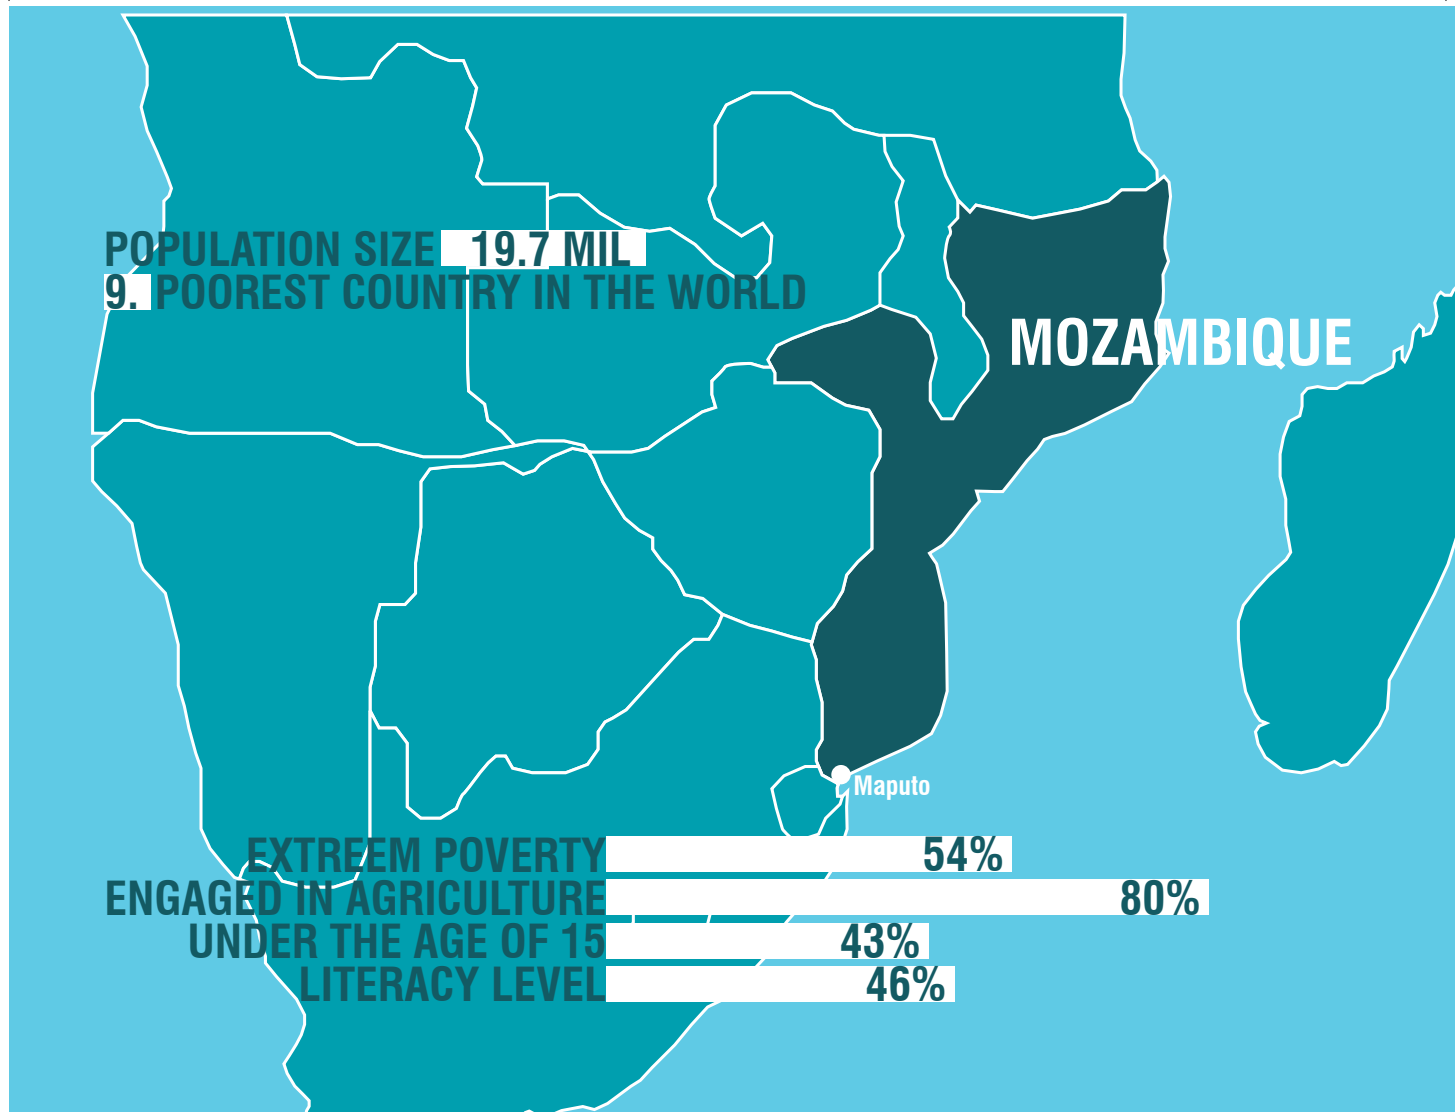 POPULATION SIZE 19.7 MIL
9. POOREST COUNTRY IN THE WORLD
MOZAMBIQUE
Maputo
EXTREEM POVERTY 54%
ENGAGED IN AGRICULTURE 80%
UNDER THE AGE OF 15 43%
LITERACY LEVEL 46%